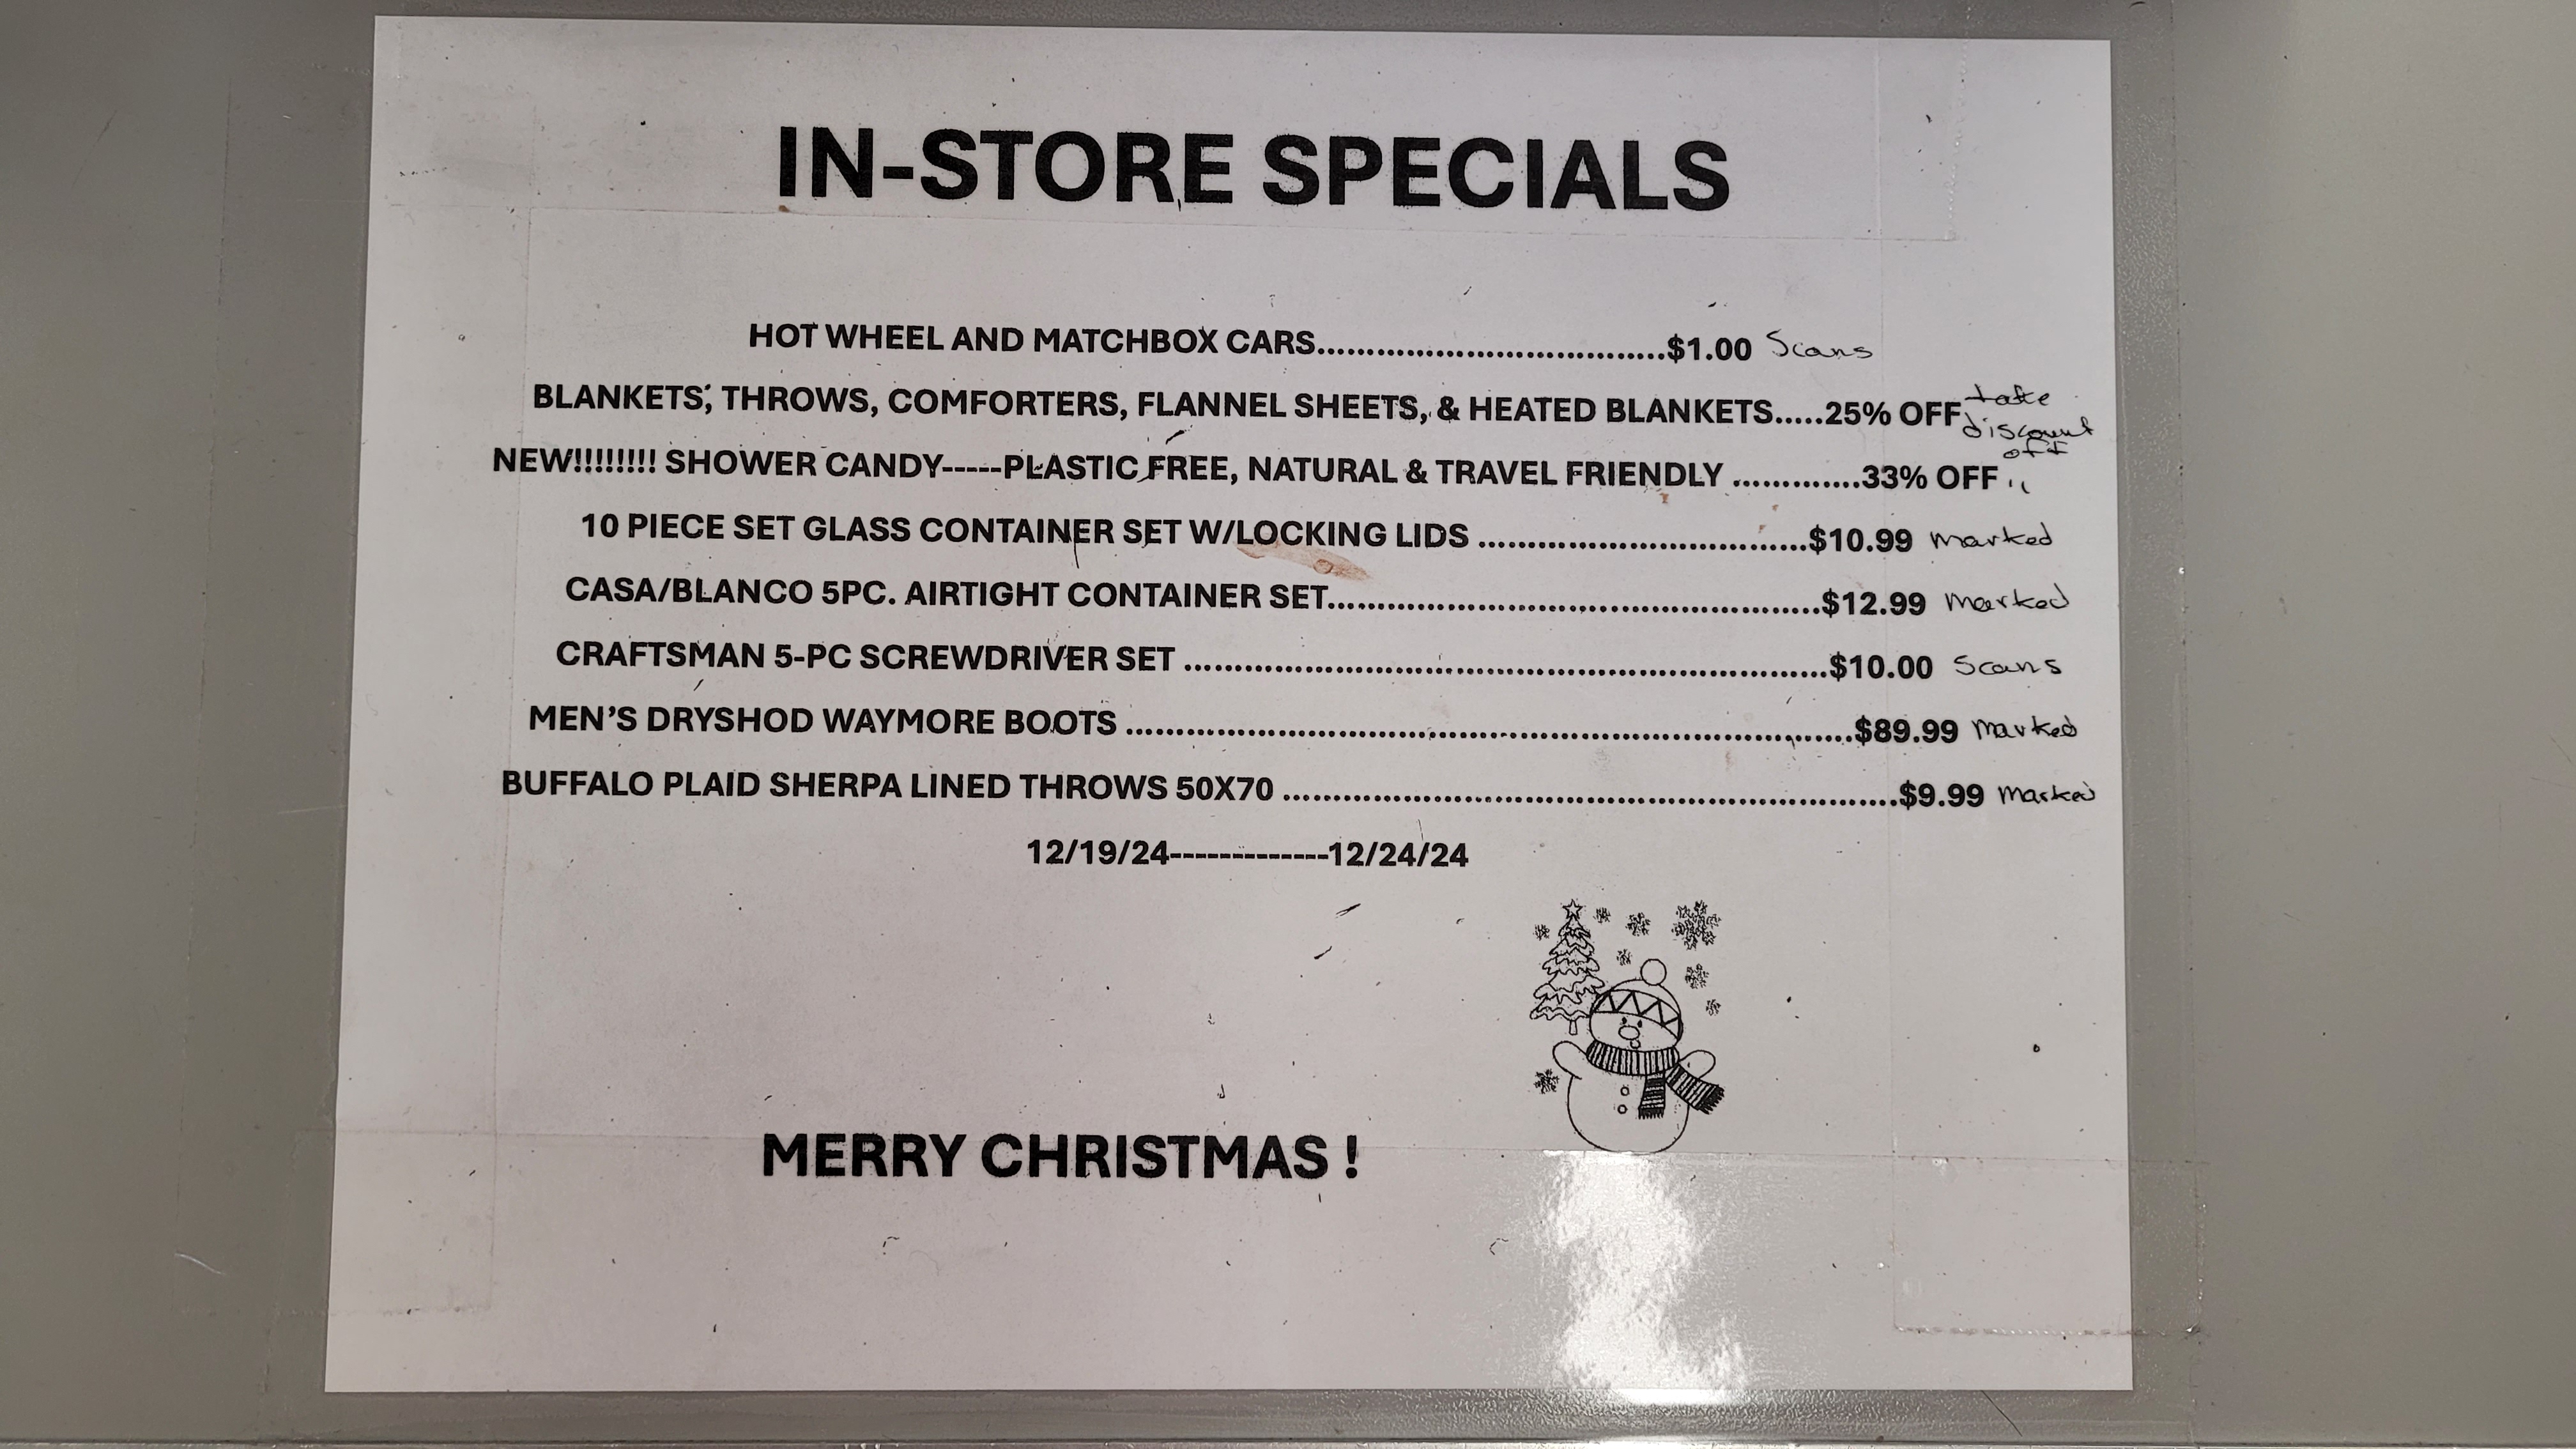 IN-STORE SPECIALS
HOT WHEEL AND MATCHBOX CARS...................................$1.00 Scans
BLANKETS, THROWS, COMFORTERS, FLANNEL SHEETS, & HEATED BLANKETS.....25% OFF take discount off
NEW!!!!!!!!! SHOWER CANDY-----PLASTIC FREE, NATURAL & TRAVEL FRIENDLY .............33% OFF "
10 PIECE SET GLASS CONTAINER SET W/LOCKING LIDS .................................$10.99 marked
CASA/BLANCO 5PC. AIRTIGHT CONTAINER SET.................................................$12.99 marked
CRAFTSMAN 5-PC SCREWDRIVER SET ................................................................$10.00 Scans
MEN'S DRYSHOD WAYMORE BOOTS ........................................................................$89.99 marked
BUFFALO PLAID SHERPA LINED THROWS 50X70 .............................................................$9.99 marked
12/19/24-------------12/24/24
MERRY CHRISTMAS !